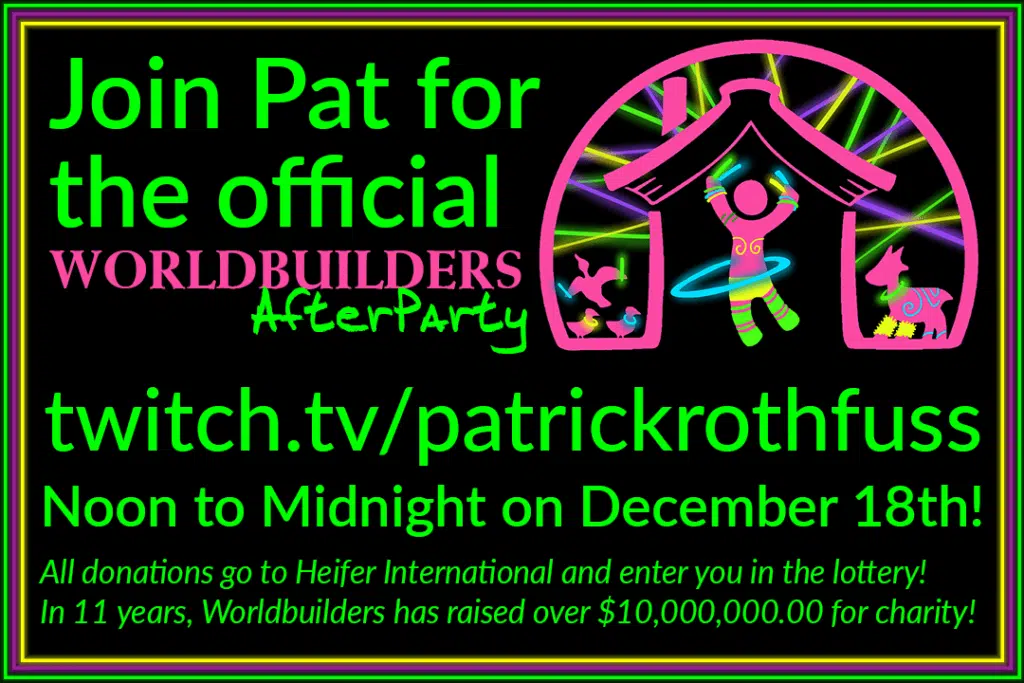 Join Pat for
the official
WORLDBUILDERS
AfterParty
twitch.tv/patrickrothfuss
Noon to Midnight on December 18th!
All donations go to Heifer International and enter you in the lottery!
In 11 years, Worldbuilders has raised over $10,000,000.00 for charity!